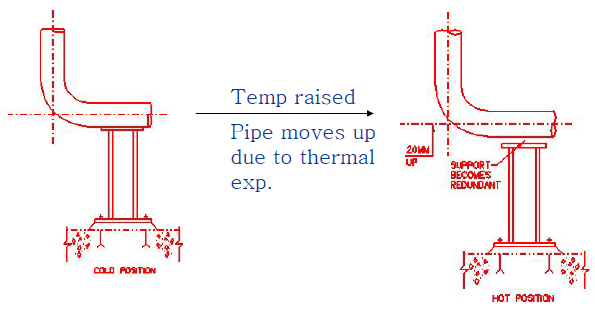 Temp raised
Pipe moves up
due to thermal
exp.
20MM
UP
SUPPORT
BECOMES
REDUNDANT
COLD POSITION
HOT POSITION